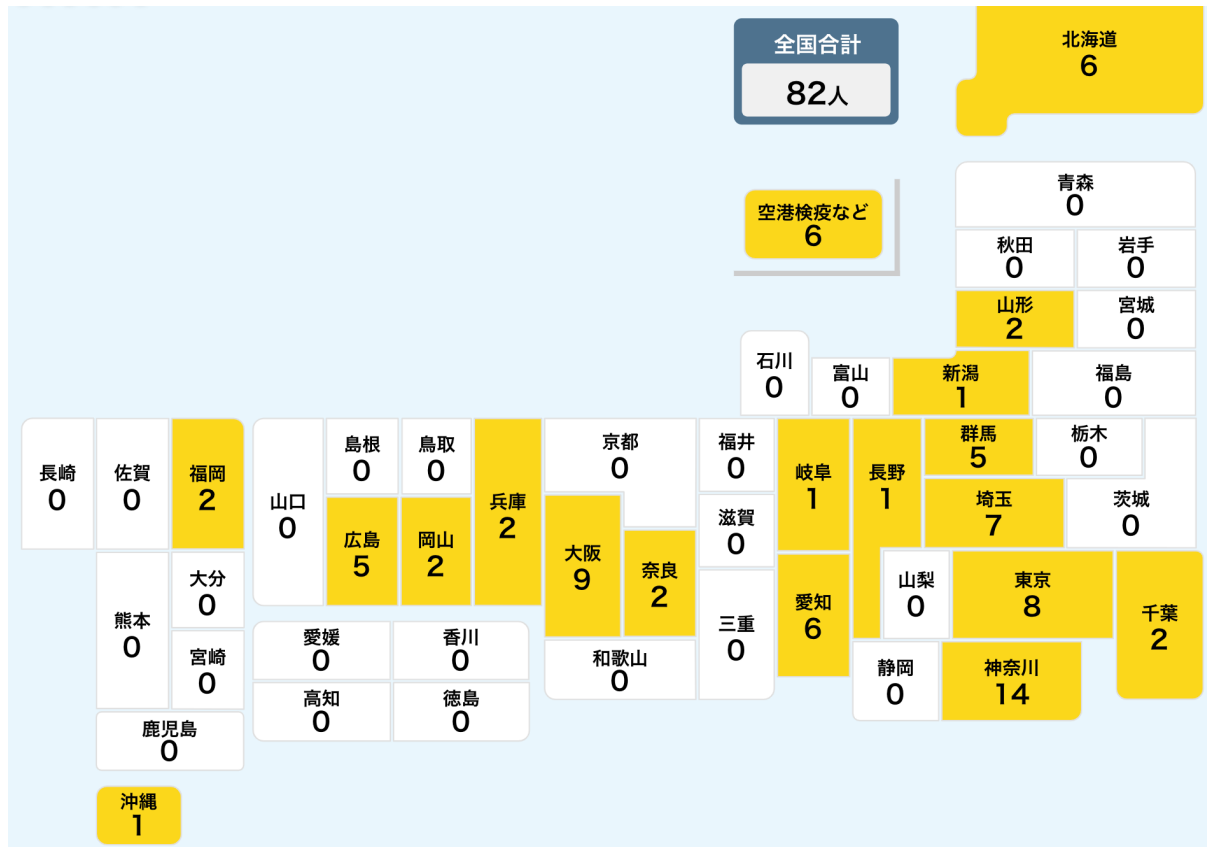 全国合計
82人
北海道
6
空港検疫など
6
青森
0
秋田
0
岩手
0
山形
2
宮城
0
石川
0
富山
0
新潟
1
福島
0
長崎
0
佐賀
0
福岡
2
山口
0
島根
0
鳥取
0
兵庫
2
京都
0
福井
0
岐阜
1
長野
1
群馬
5
栃木
0
広島
5
岡山
2
大阪
9
奈良
2
滋賀
0
埼玉
7
茨城
0
熊本
0
大分
0
宮崎
0
愛媛
0
香川
0
高知
0
徳島
0
和歌山
0
三重
0
愛知
6
山梨
0
東京
8
千葉
2
静岡
0
神奈川
14
鹿児島
0
沖縄
1